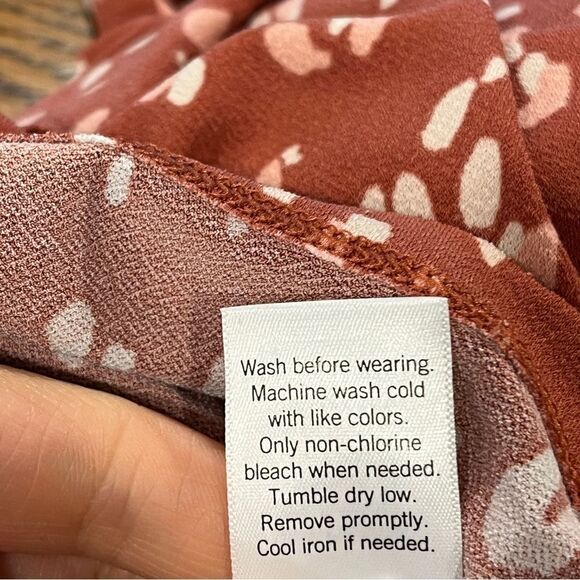 Wash before wearing.
Machine wash cold
with like colors.
Only non-chlorine
bleach when needed.
Tumble dry low.
Remove promptly.
Cool iron if needed.